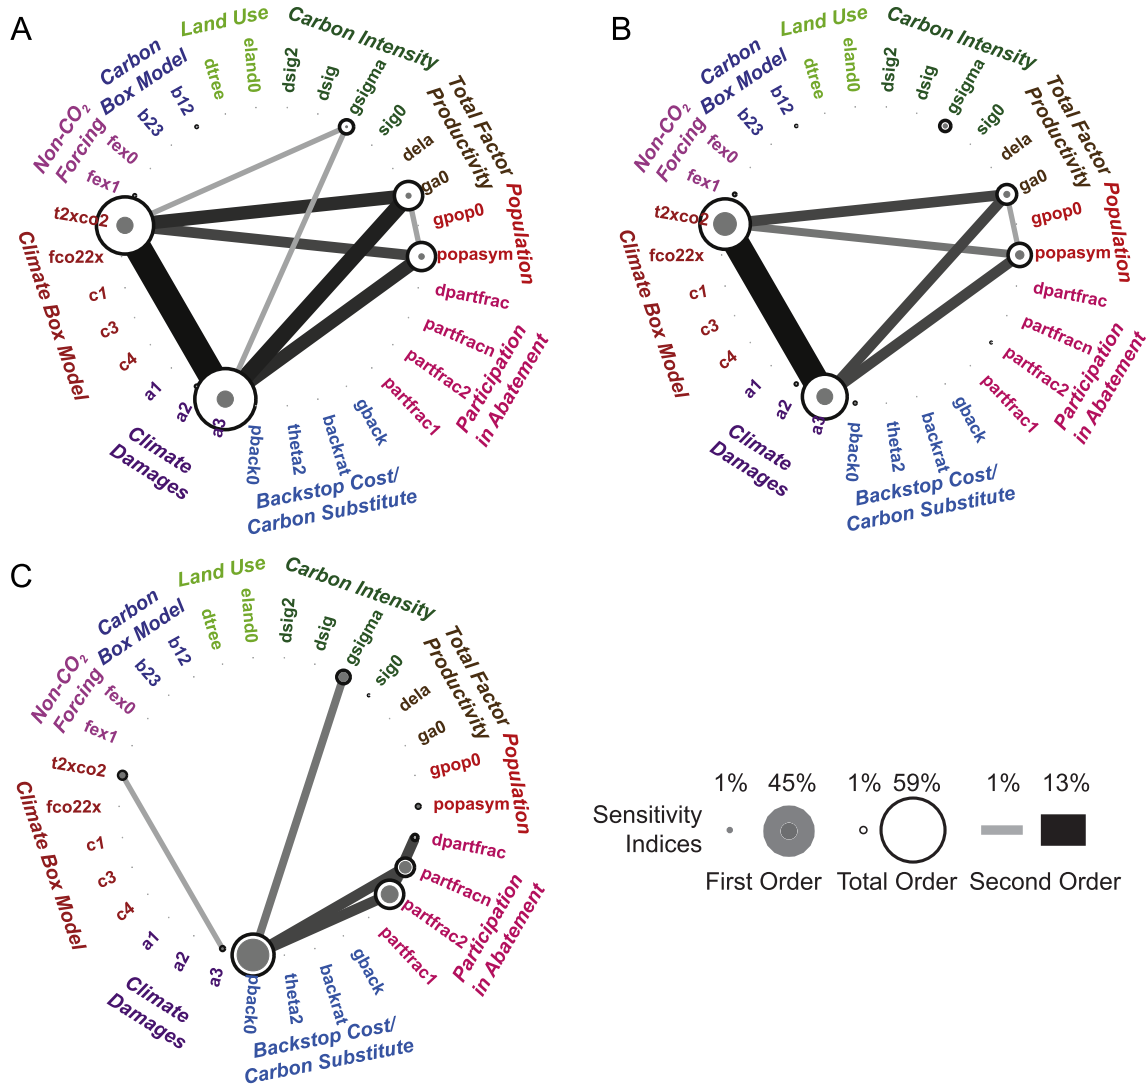 A
Land Use
Carbon Intensity
Carbon
Box Model
Non-CO2
Forcing
Total Factor
Productivity
Population
Participation
in Abatement
Backstop Cost/
Carbon Substitute
Climate
Damages
Climate Box Model
dtree
eland0
dsig2
dsig
gsigma
sig0
dela
ga0
gpop0
popasym
dpartfrac
partfracn
partfrac2
partfrac1
gback
backrat
theta2
pback0
a3
a2
a1
c4
c3
c1
fco22x
t2xco2
fex1
fex0
b23
b12
B
Land Use
Carbon Intensity
Carbon
Box Model
Non-CO2
Forcing
Total Factor
Productivity
Population
Participation
in Abatement
Backstop Cost/
Carbon Substitute
Climate
Damages
Climate Box Model
dtree
eland0
dsig2
dsig
gsigma
sig0
dela
ga0
gpop0
popasym
dpartfrac
partfracn
partfrac2
partfrac1
gback
backrat
theta2
pback0
a3
a2
a1
c4
c3
c1
fco22x
t2xco2
fex1
fex0
b23
b12
C
Land Use
Carbon Intensity
Carbon
Box Model
Non-CO2
Forcing
Total Factor
Productivity
Population
Participation
in Abatement
Backstop Cost/
Carbon Substitute
Climate
Damages
Climate Box Model
dtree
eland0
dsig2
dsig
gsigma
sig0
dela
ga0
gpop0
popasym
dpartfrac
partfracn
partfrac2
partfrac1
gback
backrat
theta2
pback0
a3
a2
a1
c4
c3
c1
fco22x
t2xco2
fex1
fex0
b23
b12
1% 45% 1% 59% 1% 13%
Sensitivity
Indices
First Order Total Order Second Order